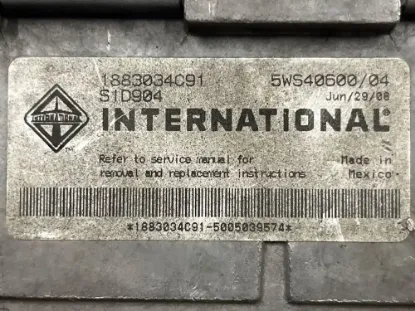 1883034C91 5WS40600/04
S1D904 Jun/29/08
INTERNATIONAL
INTERNATIONAL®
Refer to service manual for Made in
removal and replacement instructions Mexico
*1883034C91-5005039574*